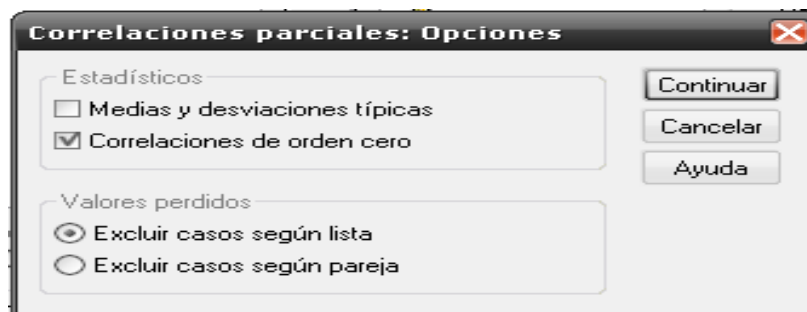 Correlaciones parciales: Opciones
Estadísticos
Medias y desviaciones típicas
Correlaciones de orden cero
Valores perdidos
Excluir casos según lista
Excluir casos según pareja
Continuar
Cancelar
Ayuda